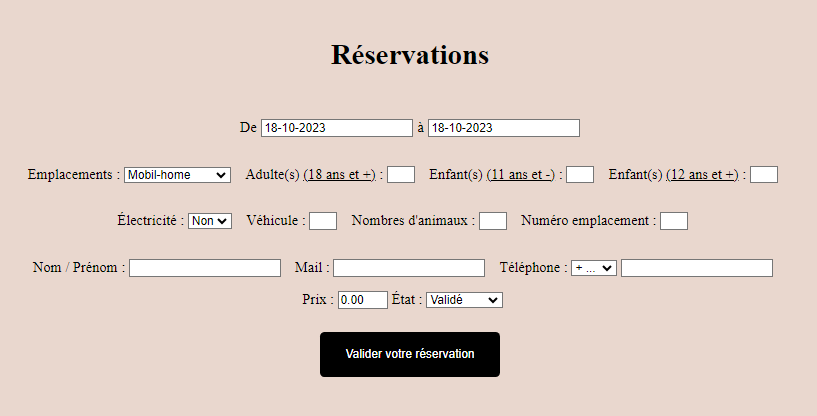 Réservations
De 18-10-2023 à 18-10-2023
Emplacements : Mobil-home Adulte(s) (18 ans et +) : Enfant(s) (11 ans et -) : Enfant(s) (12 ans et +) :
Électricité : Non Véhicule : Nombres d'animaux : Numéro emplacement :
Nom / Prénom : Mail : Téléphone : + ...
Prix : 0.00 État : Validé
Valider votre réservation